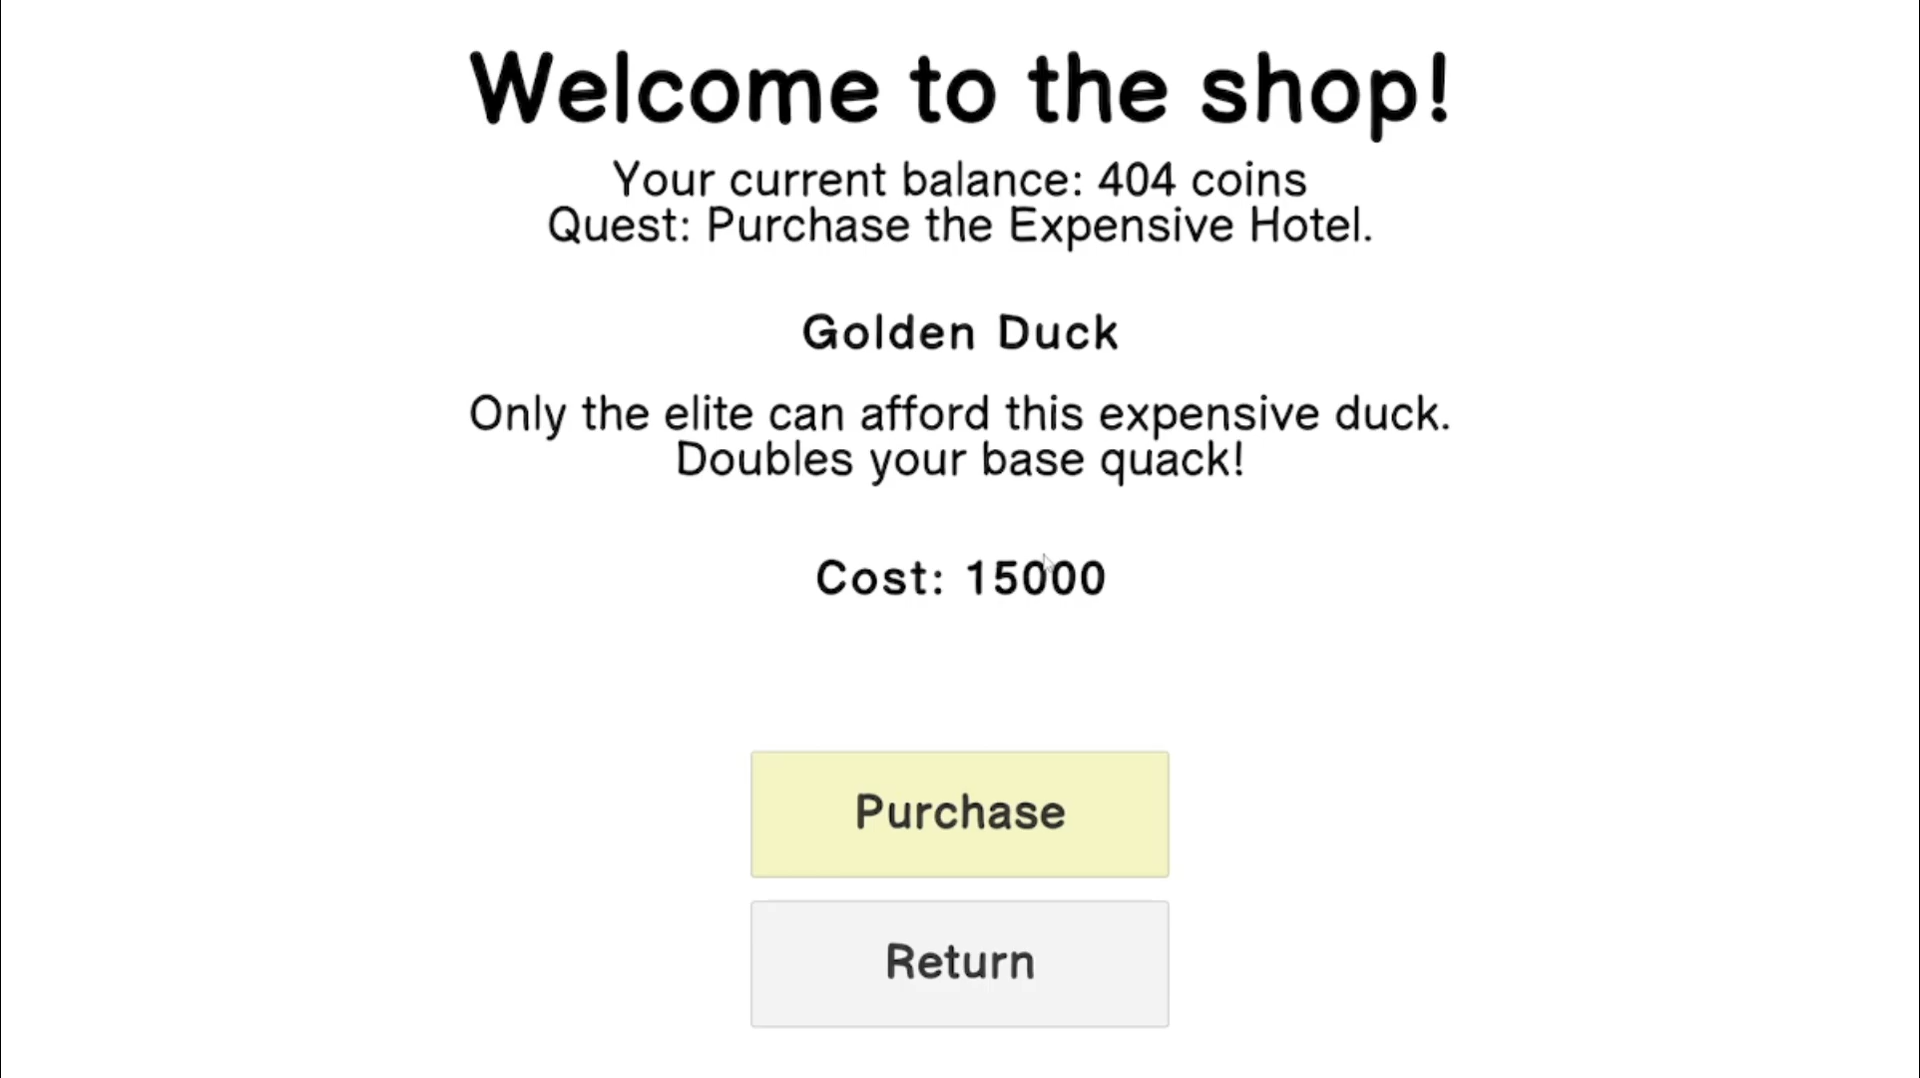 Welcome to the shop!
Your current balance: 404 coins
Quest: Purchase the Expensive Hotel.
Golden Duck
Only the elite can afford this expensive duck.
Doubles your base quack!
Cost: 15000
Purchase
Return